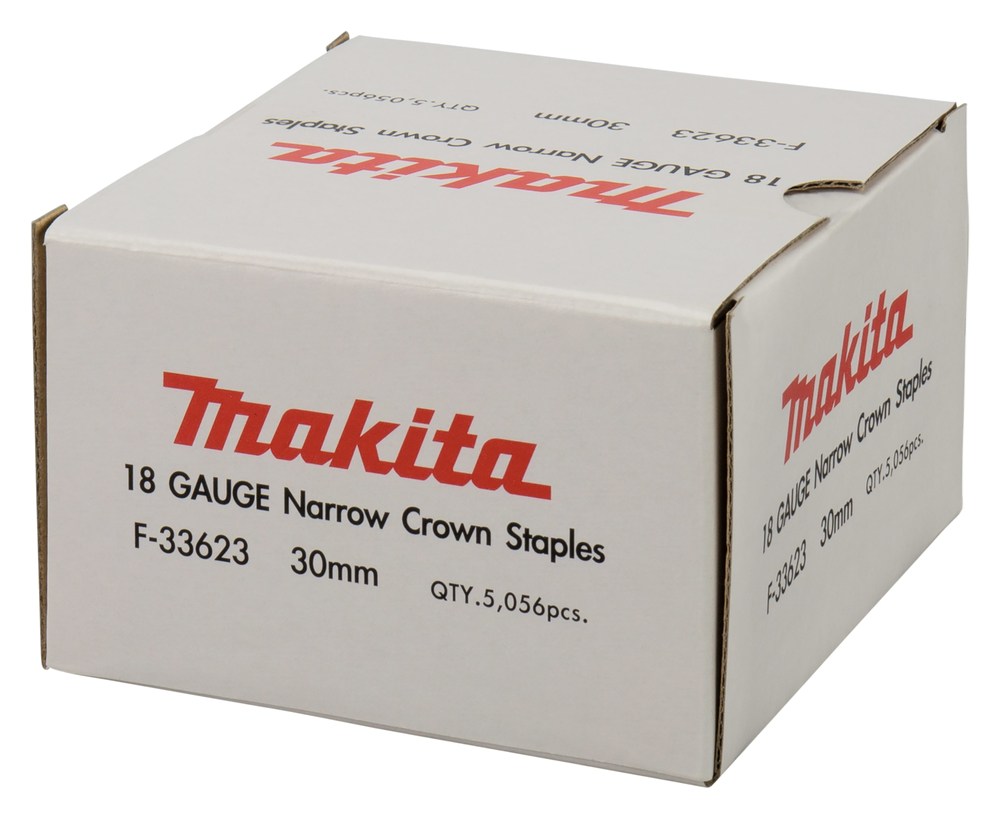 makita
18 GAUGE Narrow Crown Staples
F-33623 30mm QTY.5,056pcs.
makita
18 GAUGE Narrow Crown Staples
F-33623 30mm QTY.5,056pcs.
makita
18 GAUGE Narrow Crown Staples
F-33623 30mm QTY.5,056pcs.